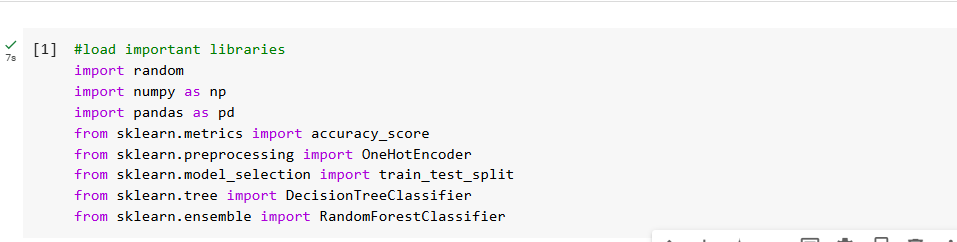 [1] #load important libraries
7s
import random
import numpy as np
import pandas as pd
from sklearn.metrics import accuracy_score
from sklearn.preprocessing import OneHotEncoder
from sklearn.model_selection import train_test_split
from sklearn.tree import DecisionTreeClassifier
from sklearn.ensemble import RandomForestClassifier